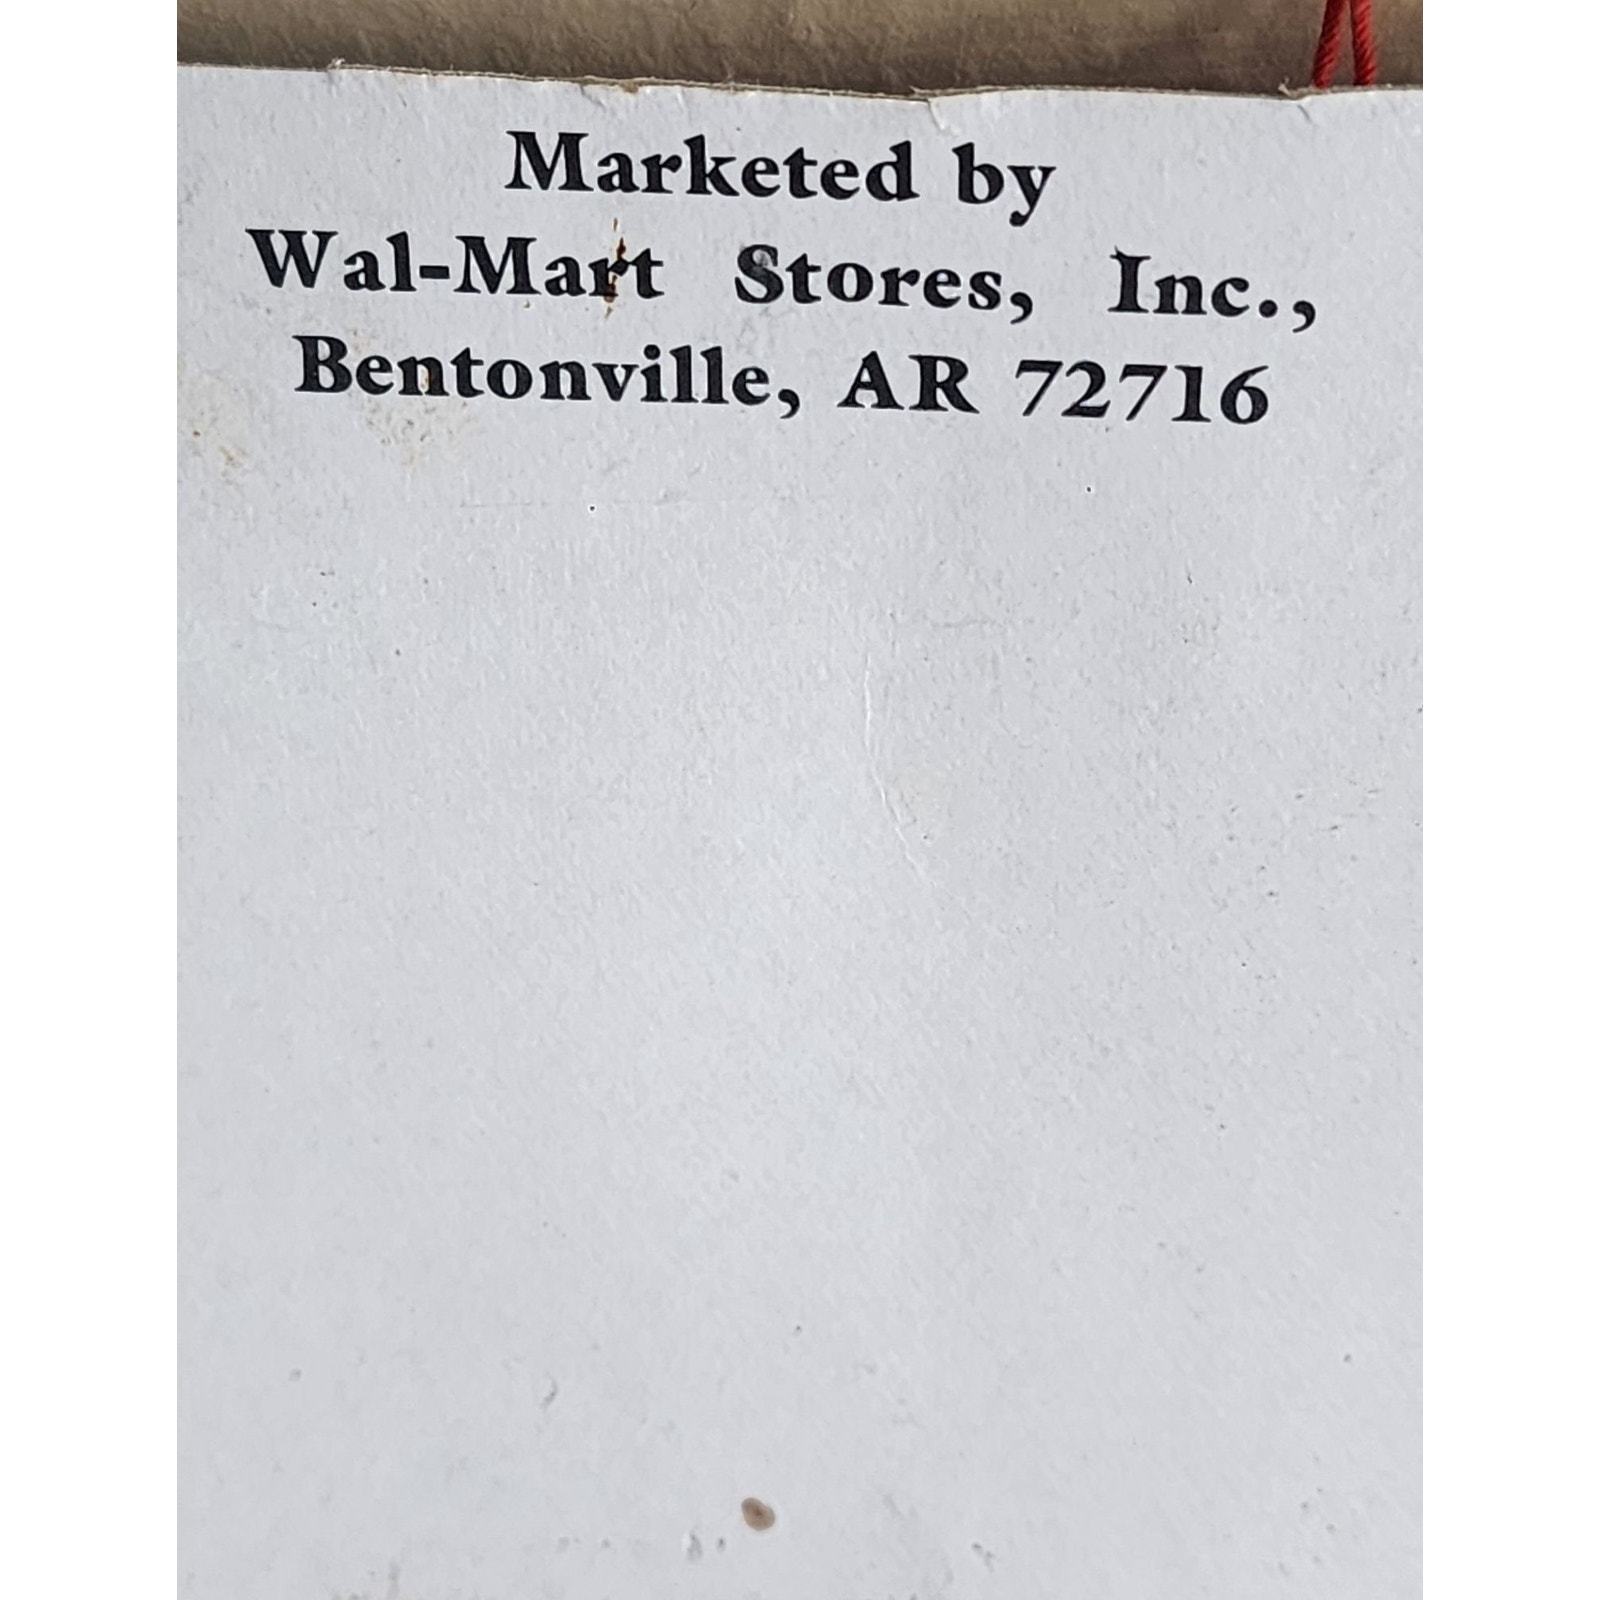 Marketed by
Wal-Mart Stores, Inc.,
Bentonville, AR 72716